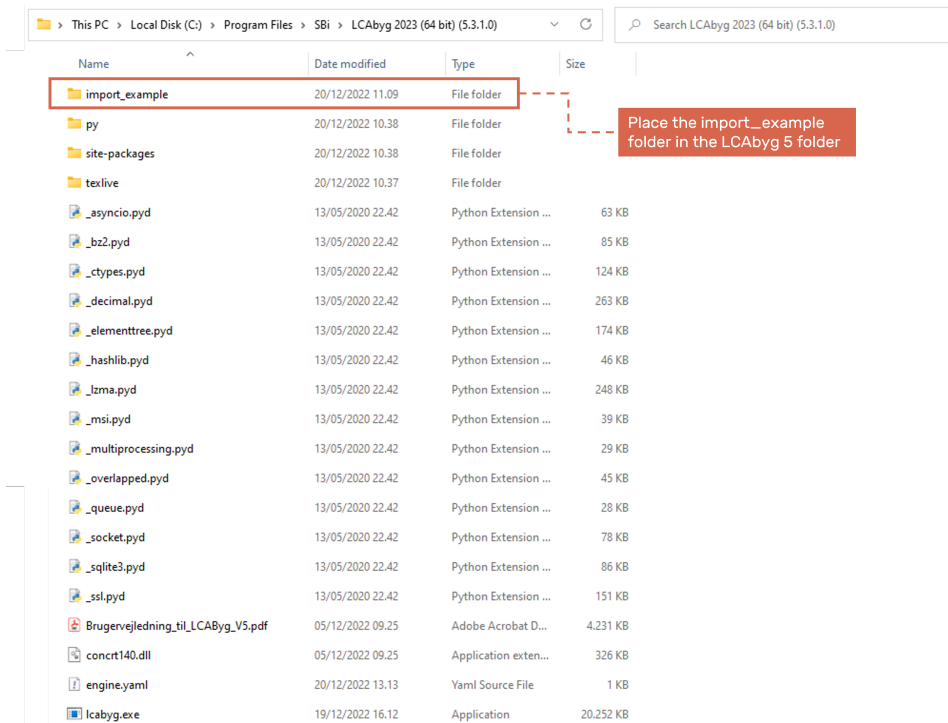 This PC > Local Disk (C:) > Program Files > SBi > LCAbyg 2023 (64 bit) (5.3.1.0)
Search LCAbyg 2023 (64 bit) (5.3.1.0)
Name Date modified Type Size
import_example 20/12/2022 11.09 File folder
Place the import_example
folder in the LCAbyg 5 folder
py 20/12/2022 10.38 File folder
site-packages 20/12/2022 10.38 File folder
texlive 20/12/2022 10.37 File folder
_asyncio.pyd 13/05/2020 22.42 Python Extension ... 63 KB
_bz2.pyd 13/05/2020 22.42 Python Extension ... 85 KB
_ctypes.pyd 13/05/2020 22.42 Python Extension ... 124 KB
_decimal.pyd 13/05/2020 22.42 Python Extension ... 263 KB
_elementtree.pyd 13/05/2020 22.42 Python Extension ... 174 KB
_hashlib.pyd 13/05/2020 22.42 Python Extension ... 46 KB
_lzma.pyd 13/05/2020 22.42 Python Extension ... 248 KB
_msi.pyd 13/05/2020 22.42 Python Extension ... 39 KB
_multiprocessing.pyd 13/05/2020 22.42 Python Extension ... 29 KB
_overlapped.pyd 13/05/2020 22.42 Python Extension ... 45 KB
_queue.pyd 13/05/2020 22.42 Python Extension ... 28 KB
_socket.pyd 13/05/2020 22.42 Python Extension ... 78 KB
_sqlite3.pyd 13/05/2020 22.42 Python Extension ... 86 KB
_ssl.pyd 13/05/2020 22.42 Python Extension ... 151 KB
Brugervejledning_til_LCAByg_V5.pdf 05/12/2022 09.25 Adobe Acrobat D... 4.231 KB
concrt140.dll 05/12/2022 09.25 Application exten... 326 KB
engine.yaml 20/12/2022 13.13 Yaml Source File 1 KB
lcabyg.exe 19/12/2022 16.12 Application 20.252 KB